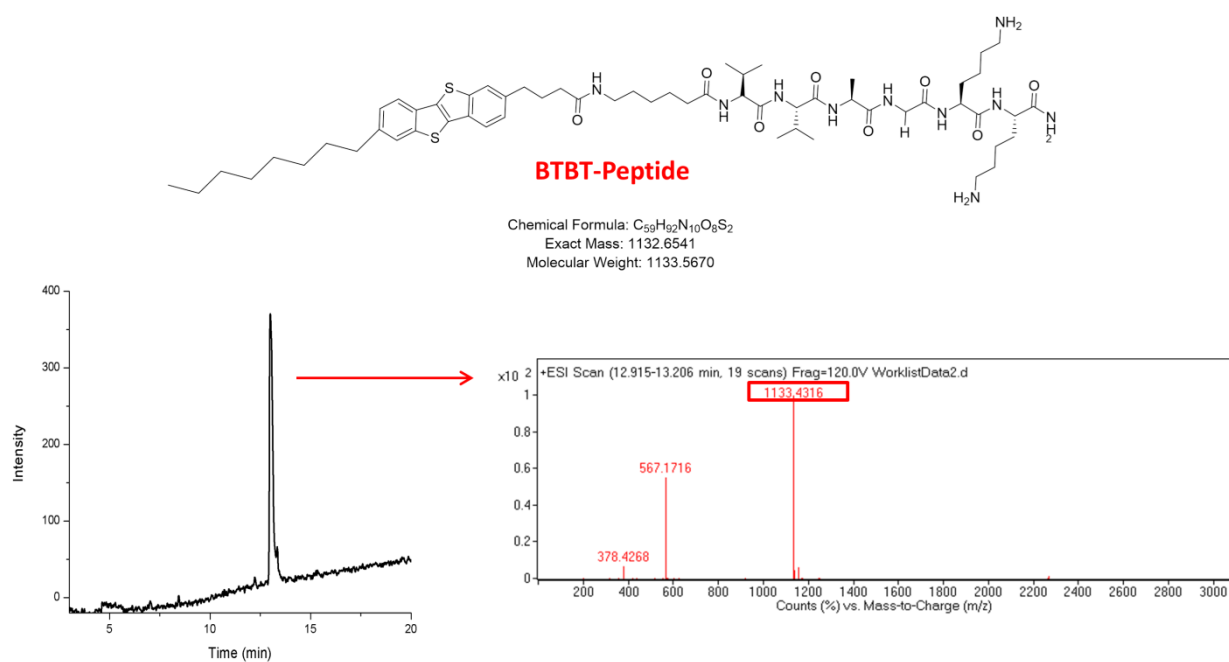 NH2
S
S
H
N
O
O
N
H
O
H
N
O
N
H
O
H
N
O
N
H
O
H
N
O
NH2
H
H2N
BTBT-Peptide
Chemical Formula: C59H92N10O8S2
Exact Mass: 1132.6541
Molecular Weight: 1133.5670
400
300
200
100
0
Intensity
5
10
15
20
Time (min)
x10 2
+ESI Scan (12.915-13.206 min, 19 scans) Frag=120.0V WorklistData2.d
1133.4316
567.1716
378.4268
1
0.8
0.6
0.4
0.2
0
200 400 600 800 1000 1200 1400 1600 1800 2000 2200 2400 2600 2800 3000
Counts (%) vs. Mass-to-Charge (m/z)